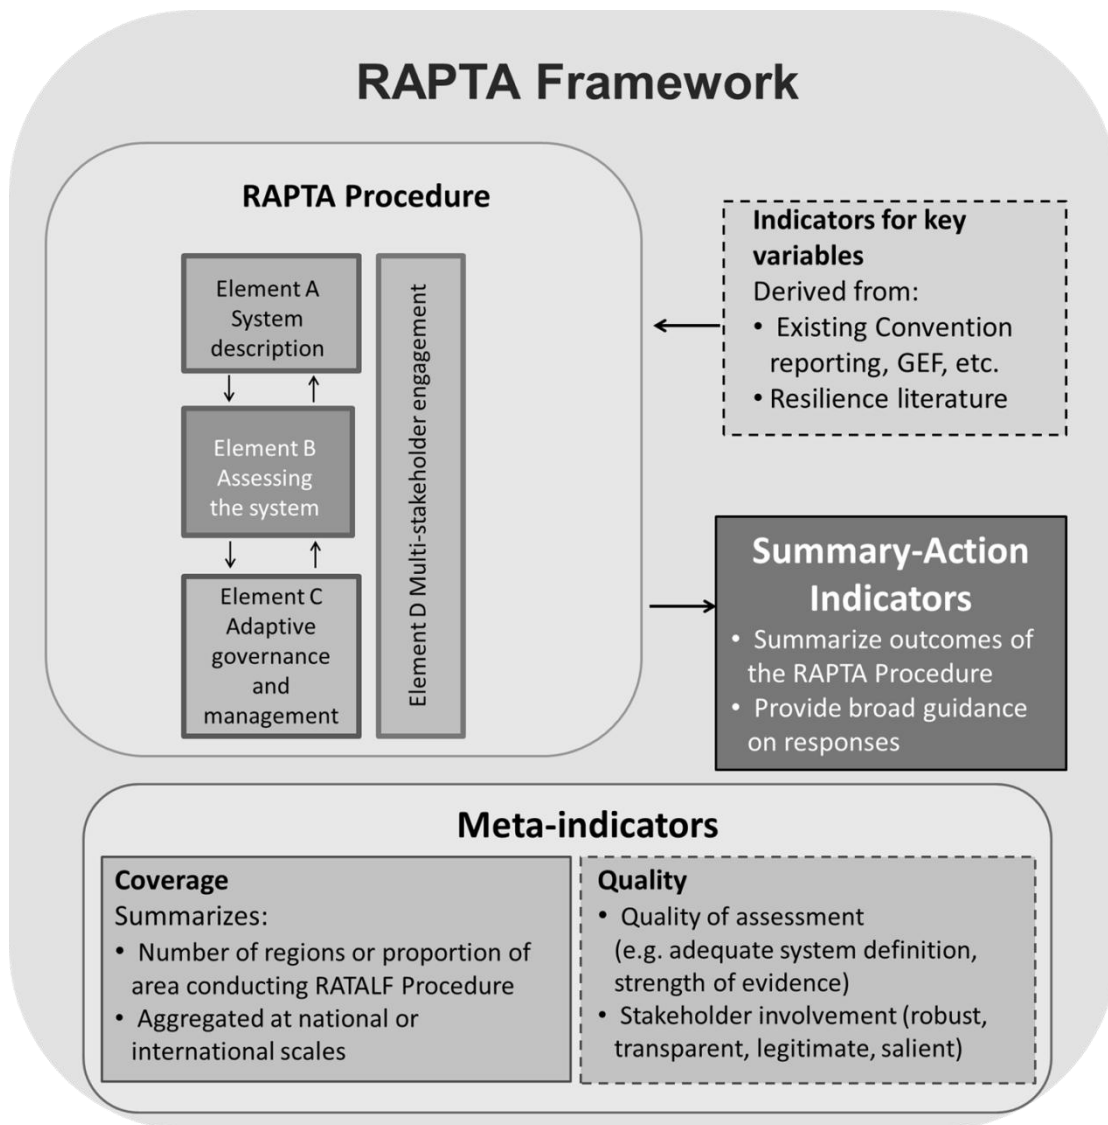 RAPTA Framework
RAPTA Procedure
Element A
System
description
Element B
Assessing
the system
Element C
Adaptive
governance
and
management
Element D Multi-stakeholder engagement
Indicators for key
variables
Derived from:
• Existing Convention
reporting, GEF, etc.
• Resilience literature
Summary-Action
Indicators
• Summarize outcomes of
the RAPTA Procedure
• Provide broad guidance
on responses
Meta-indicators
Coverage
Summarizes:
• Number of regions or proportion of
area conducting RATALF Procedure
• Aggregated at national or
international scales
Quality
• Quality of assessment
(e.g. adequate system definition,
strength of evidence)
• Stakeholder involvement (robust,
transparent, legitimate, salient)